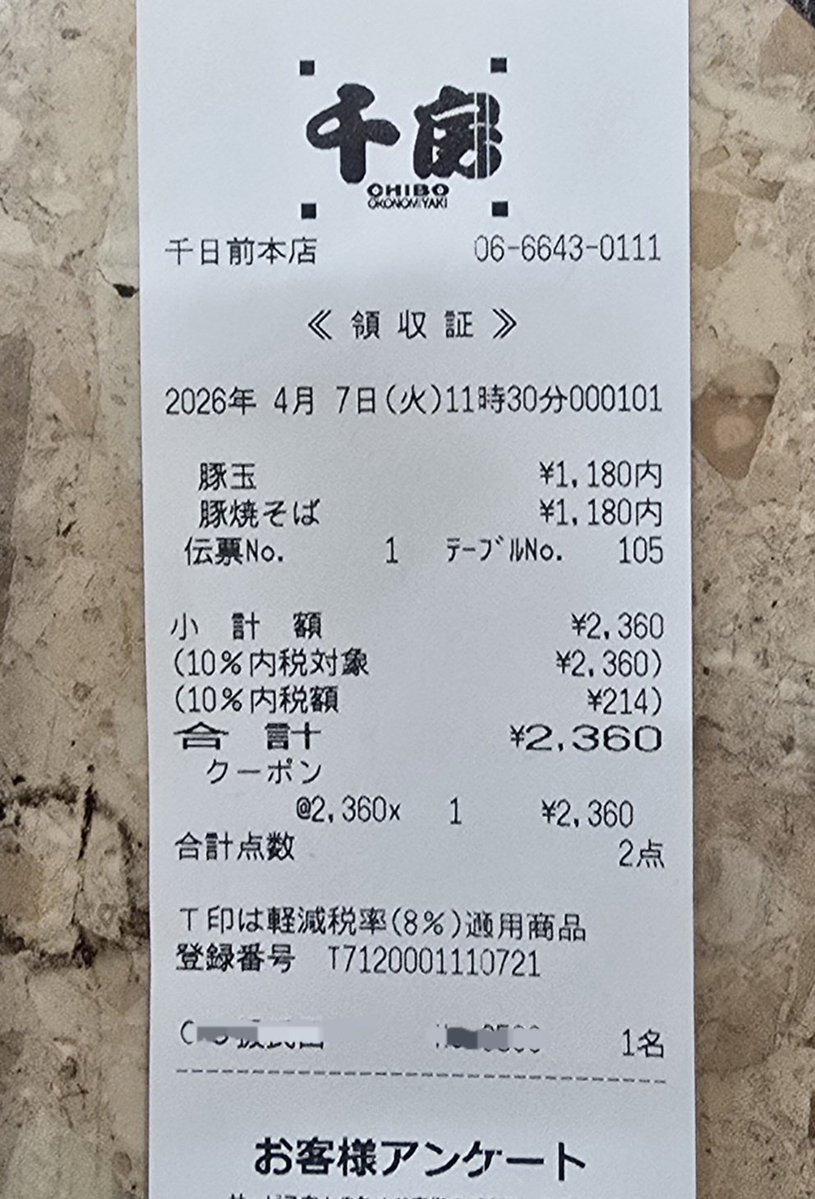 千房
CHIBO
OKONOMIYAKI
千日前本店 06-6643-0111
≪ 領 収 証 ≫
2026年 4月 7日(火)11時30分000101
豚玉 ¥1,180内
豚焼そば ¥1,180内
伝票No. 1 ﾃｰﾌﾞﾙNo. 105
小 計 額 ¥2,360
(10%内税対象 ¥2,360)
(10%内税額 ¥214)
合 計 ¥2,360
クーポン
@2,360x 1 ¥2,360
合計点数 2点
T印は軽減税率(8%)適用商品
登録番号 T7120001110721
1名
お客様アンケート